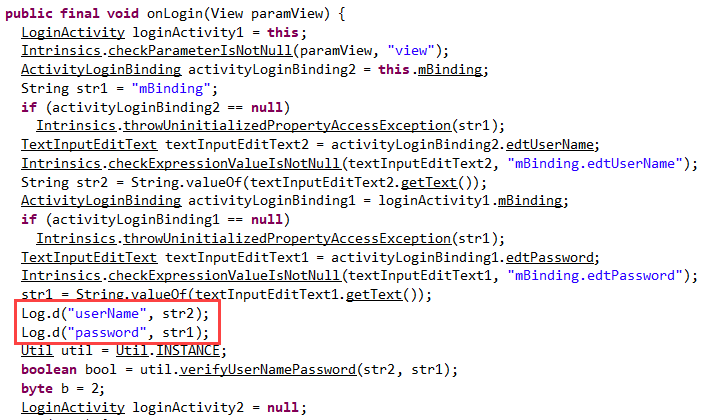 public final void onLogin(View paramView) {
LoginActivity loginActivity1 = this;
Intrinsics.checkParameterIsNotNull(paramView, "view");
ActivityLoginBinding activityLoginBinding2 = this.mBinding;
String str1 = "mBinding";
if (activityLoginBinding2 == null)
Intrinsics.throwUninitializedPropertyAccessException(str1);
TextInputEditText textInputEditText2 = activityLoginBinding2.edtUserName;
Intrinsics.checkExpressionValueIsNotNull(textInputEditText2, "mBinding.edtUserName");
String str2 = String.valueOf(textInputEditText2.getText());
ActivityLoginBinding activityLoginBinding1 = loginActivity1.mBinding;
if (activityLoginBinding1 == null)
Intrinsics.throwUninitializedPropertyAccessException(str1);
TextInputEditText textInputEditText1 = activityLoginBinding1.edtPassword;
Intrinsics.checkExpressionValueIsNotNull(textInputEditText1, "mBinding.edtPassword");
str1 = String.valueOf(textInputEditText1.getText());
Log.d("userName", str2);
Log.d("password", str1);
Util util = Util.INSTANCE;
boolean bool = util.verifyUserNamePassword(str2, str1);
byte b = 2;
LoginActivity loginActivity2 = null;